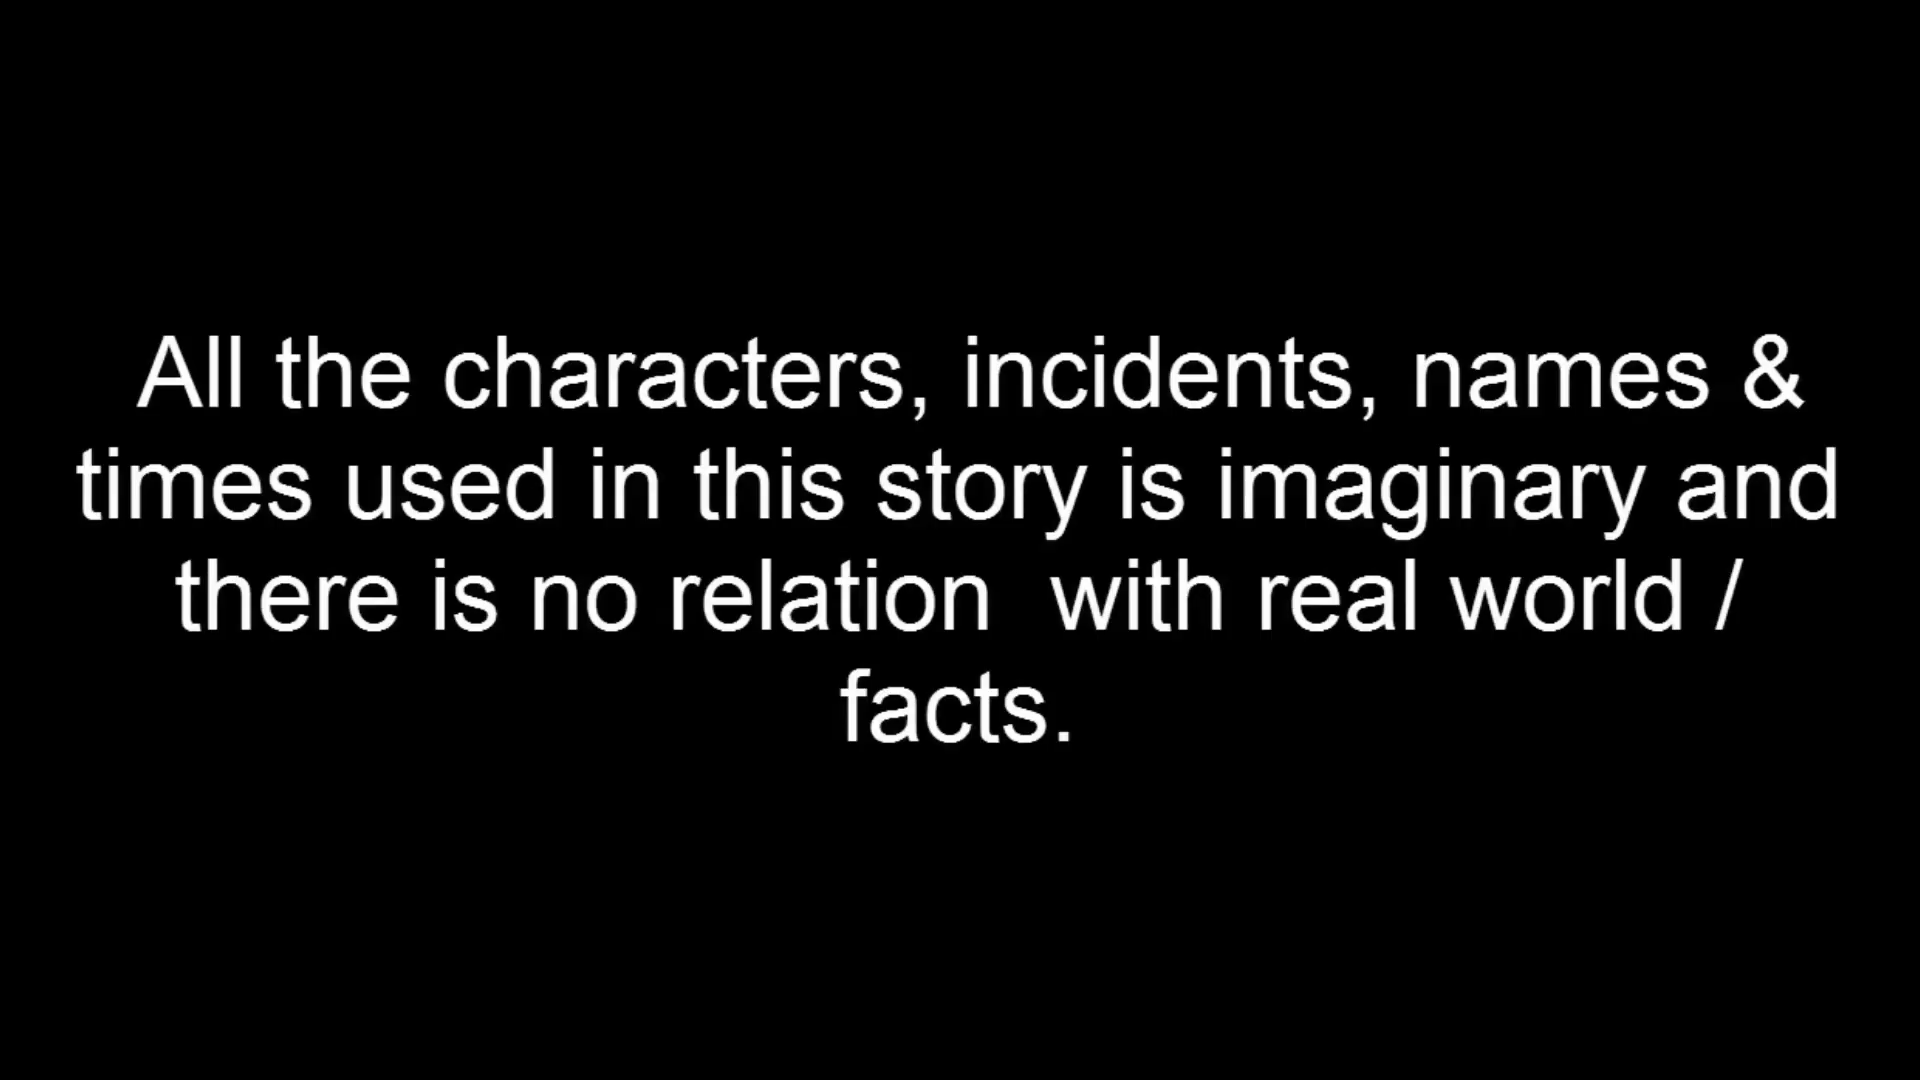 All the characters, incidents, names &
times used in this story is imaginary and
there is no relation  with real world /
facts.